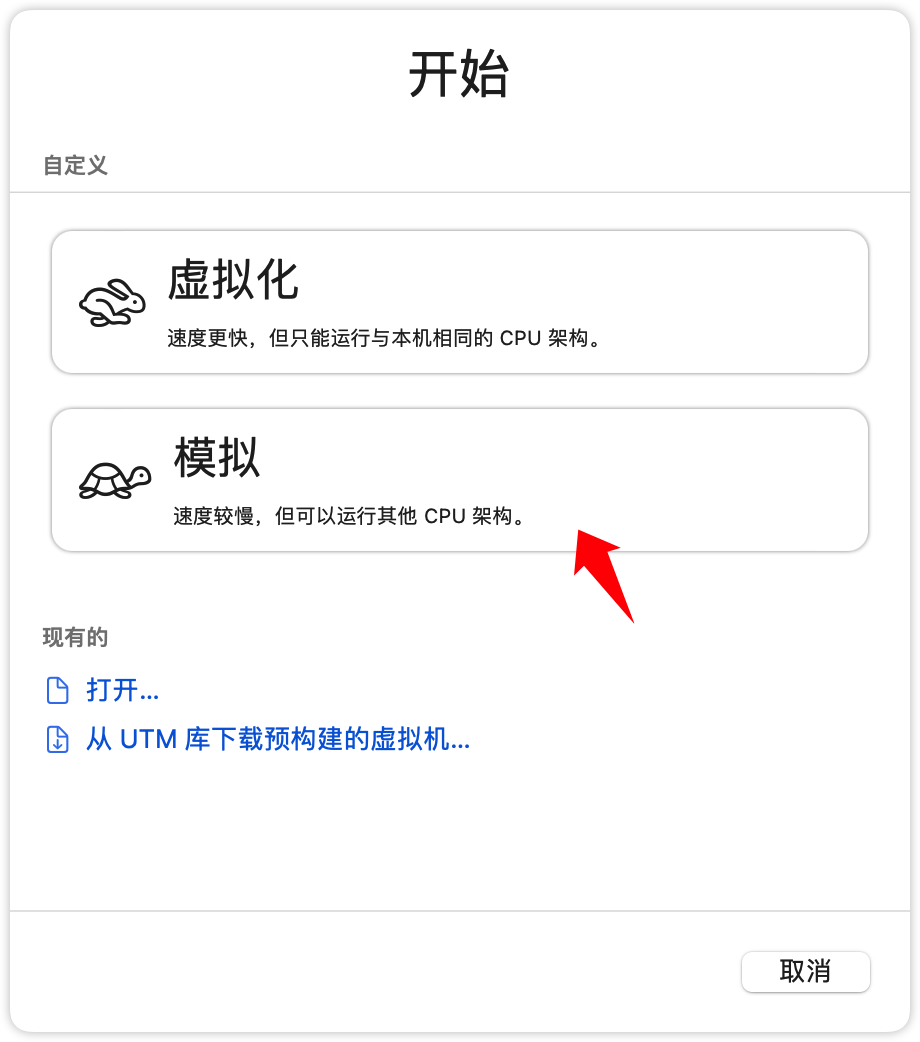 开始
自定义
虚拟化
速度更快，但只能运行与本机相同的 CPU 架构。
模拟
速度较慢，但可以运行其他 CPU 架构。
现有的
打开...
从 UTM 库下载预构建的虚拟机...
取消